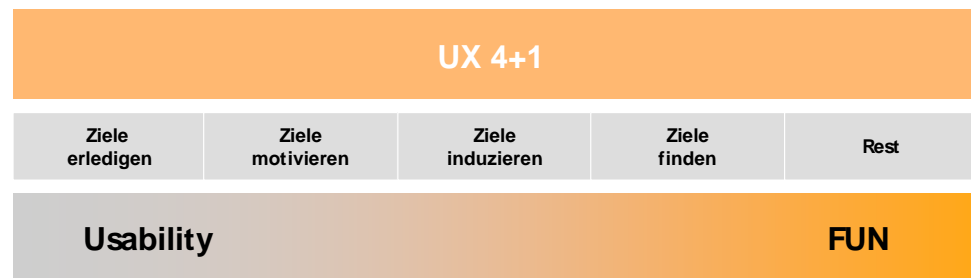 UX 4+1
Ziele
erledigen
Ziele
motivieren
Ziele
induzieren
Ziele
finden
Rest
Usability
FUN